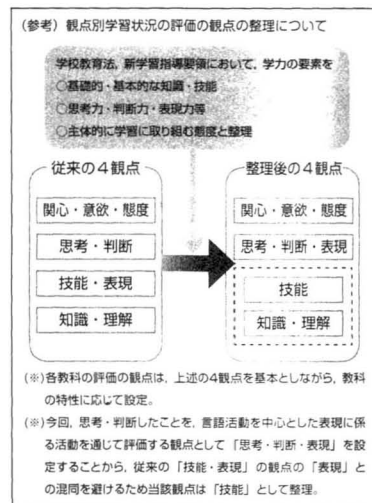 (参考) 観点別学習状況の評価の観点の整理について
学校教育法, 新学習指導要領において, 学力の要素を
○基礎的・基本的な知識・技能
○思考力・判断力・表現力等
○主体的に学習に取り組む態度と整理
従来の4観点
関心・意欲・態度
思考・判断
技能・表現
知識・理解
整理後の4観点
関心・意欲・態度
思考・判断・表現
技能
知識・理解
(※)各教科の評価の観点は, 上述の4観点を基本としながら, 教科
の特性に応じて設定。
(※)今回, 思考・判断したことを, 言語活動を中心とした表現に係
る活動を通じて評価する観点として「思考・判断・表現」を設
定することから, 従来の「技能・表現」の観点の「表現」と
の混同を避けるため当該観点は「技能」として整理。